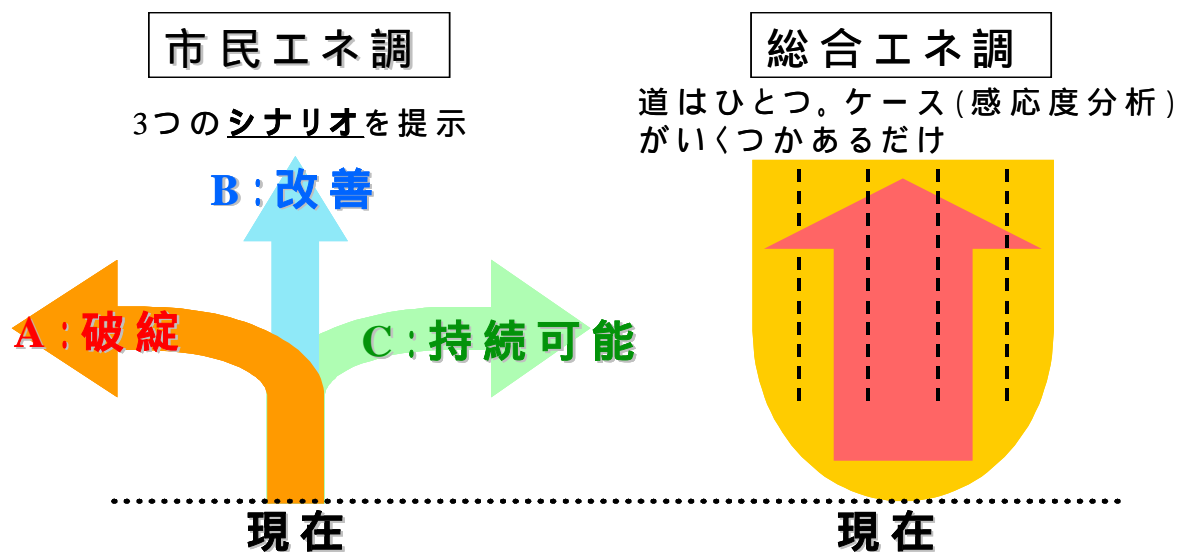 市民エネ調
3つのシナリオを提示
B:改善
A:破綻
C:持続可能
現在
総合エネ調
道はひとつ。ケース(感応度分析)
がいくつかあるだけ
現在